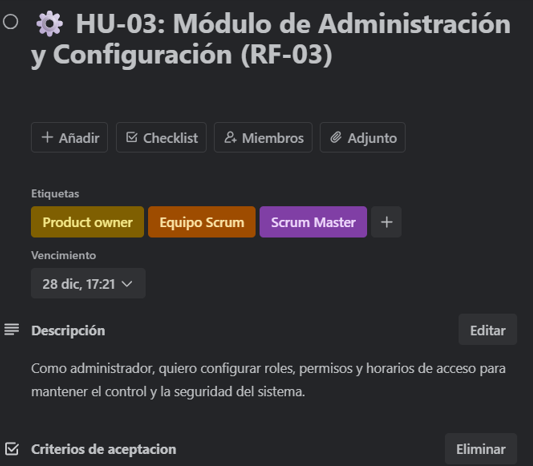 HU-03: Módulo de Administración
y Configuración (RF-03)
+ Añadir
Checklist
Miembros
Adjunto
Etiquetas
Product owner
Equipo Scrum
Scrum Master
+
Vencimiento
28 dic, 17:21
Descripción
Editar
Como administrador, quiero configurar roles, permisos y horarios de acceso para
mantener el control y la seguridad del sistema.
Criterios de aceptacion
Eliminar